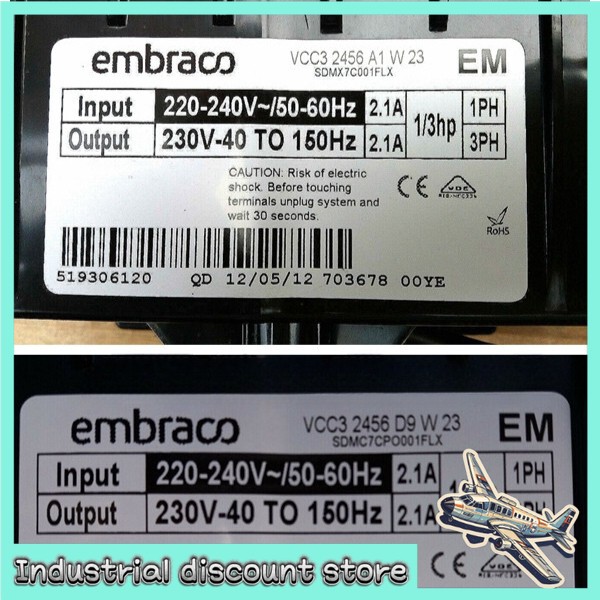 embraco VCC3 2456 A1 W 23 EM
SDMX7C001FLX
Input 220-240V~/50-60Hz 2.1A 1/3hp 1PH
Output 230V-40 TO 150Hz 2.1A 3PH
CAUTION: Risk of electric
shock. Before touching
terminals unplug system and
wait 30 seconds.
CE VDE
RoHS
519306120 QD 12/05/12 703678 00YE
embraco VCC3 2456 D9 W 23 EM
SDMC7CPO001FLX
Input 220-240V~/50-60Hz 2.1A 1PH
Output 230V-40 TO 150Hz 2.1A
CE
Industrial discount store